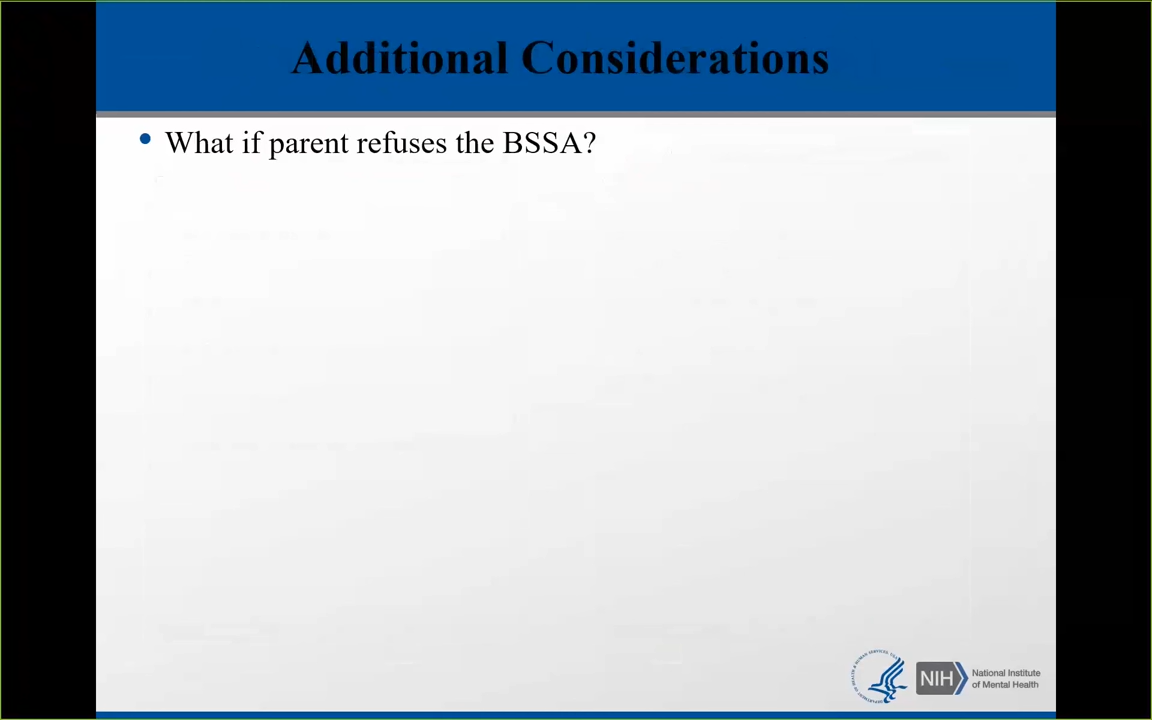 Additional Considerations
• What if parent refuses the BSSA?
NIH
National Institute
of Mental Health